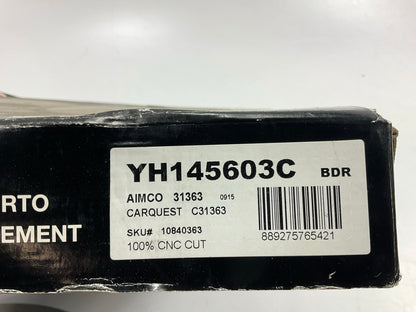 YH145603C BDR
AIMCO 31363 0915
CARQUEST C31363
SKU# 10840363
100% CNC CUT
889275765421
RTO
EMENT